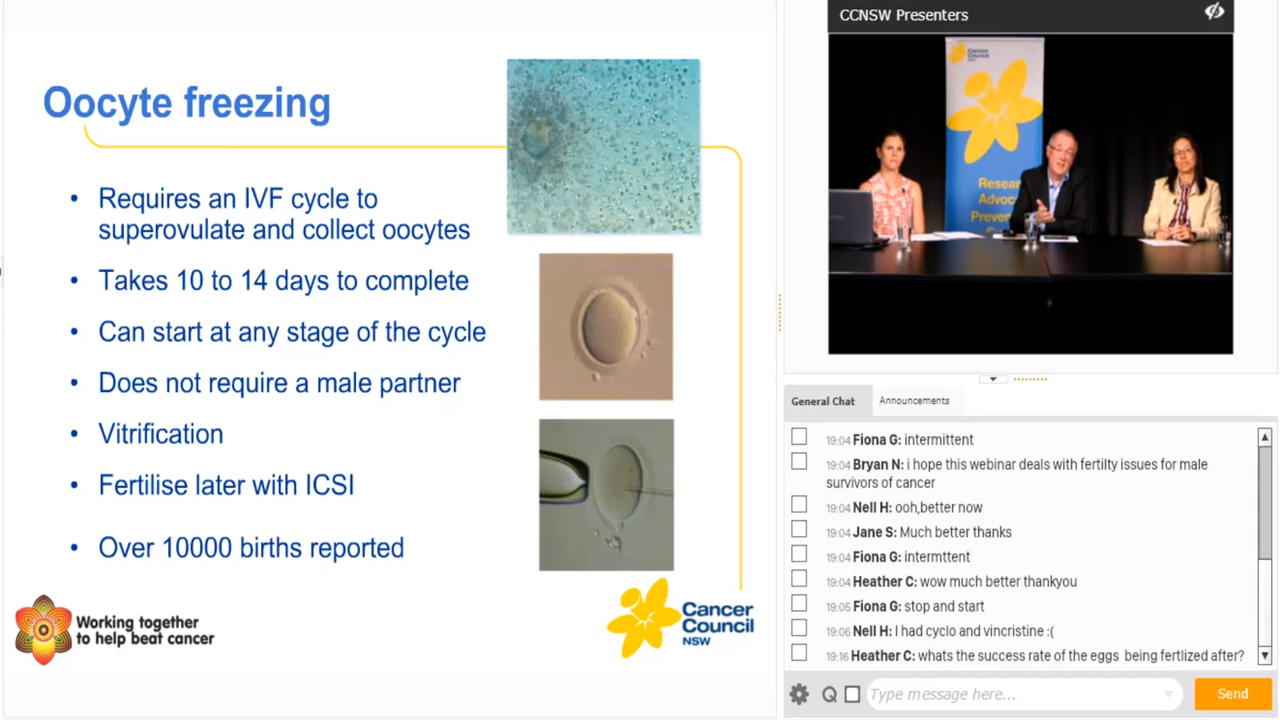 Oocyte freezing
• Requires an IVF cycle to
superovulate and collect oocytes
• Takes 10 to 14 days to complete
• Can start at any stage of the cycle
• Does not require a male partner
• Vitrification
• Fertilise later with ICSI
• Over 10000 births reported
Working together
to help beat cancer
Cancer
Council
NSW
CCNSW Presenters
Cancer
Council
General Chat
Announcements
19:04 Fiona G: intermittent
19:04 Bryan N: i hope this webinar deals with fertilty issues for male
survivors of cancer
19:04 Nell H: ooh,better now
19:04 Jane S: Much better thanks
19:04 Fiona G: intermttent
19:04 Heather C: wow much better thankyou
19:05 Fiona G: stop and start
19:06 Nell H: I had cyclo and vincristine :(
19:16 Heather C: whats the success rate of the eggs being fertlized after?
Type message here...
Send